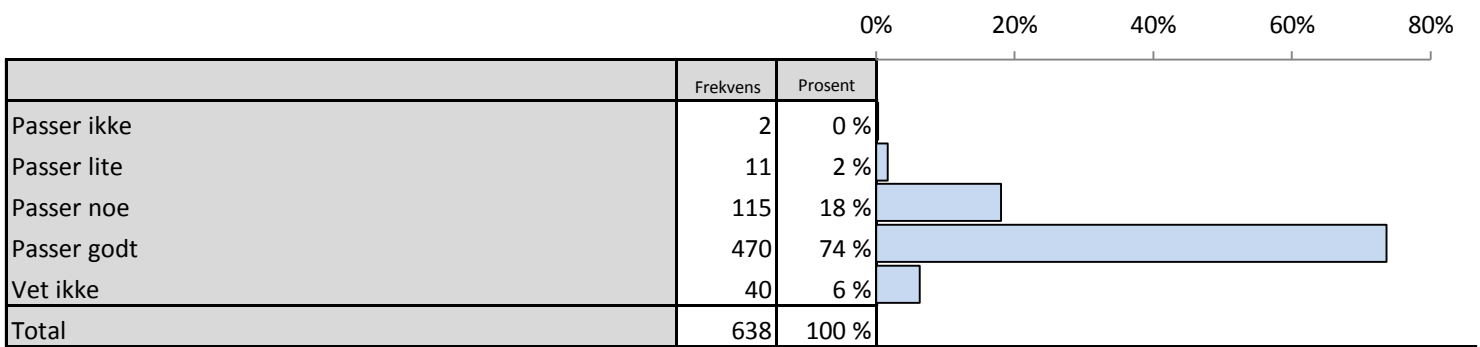 0% 20% 40% 60% 80%
Frekvens Prosent
Passer ikke 2 0 %
Passer lite 11 2 %
Passer noe 115 18 %
Passer godt 470 74 %
Vet ikke 40 6 %
Total 638 100 %